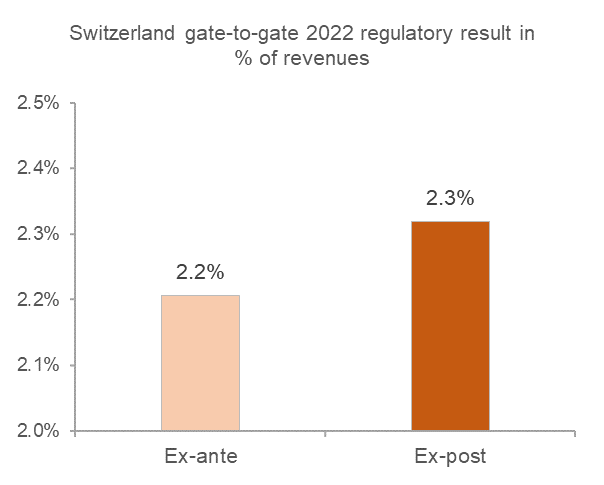 Switzerland gate-to-gate 2022 regulatory result in
% of revenues
2.5%
2.4%
2.3%
2.2%
2.1%
2.0%
2.2%
2.3%
Ex-ante
Ex-post